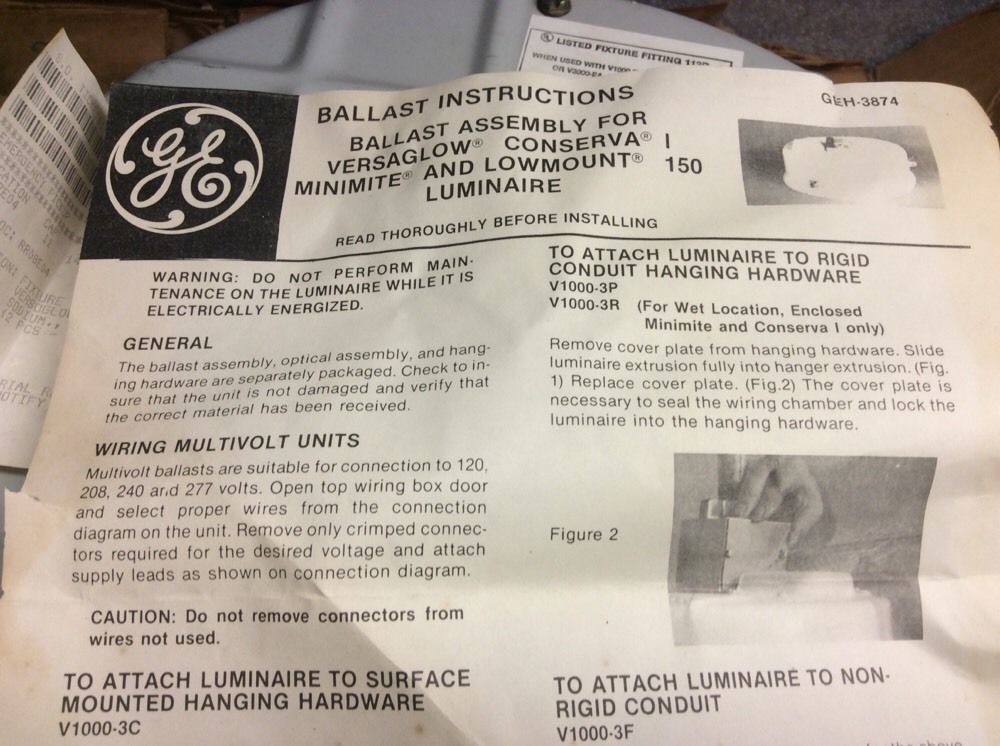 LISTED FIXTURE FITTING
WHEN USED WITH
GE
BALLAST INSTRUCTIONS
GEH-3874
BALLAST ASSEMBLY FOR
VERSAGLOW® CONSERVA® I
MINIMITE® AND LOWMOUNT® 150
LUMINAIRE
READ THOROUGHLY BEFORE INSTALLING
WARNING: DO NOT PERFORM MAIN-
TENANCE ON THE LUMINAIRE WHILE IT IS
ELECTRICALLY ENERGIZED.
GENERAL
The ballast assembly, optical assembly, and hang-
ing hardware are separately packaged. Check to in-
sure that the unit is not damaged and verify that
the correct material has been received.
WIRING MULTIVOLT UNITS
Multivolt ballasts are suitable for connection to 120,
208, 240 and 277 volts. Open top wiring box door
and select proper wires from the connection
diagram on the unit. Remove only crimped connec-
tors required for the desired voltage and attach
supply leads as shown on connection diagram.
CAUTION: Do not remove connectors from
wires not used.
TO ATTACH LUMINAIRE TO SURFACE
MOUNTED HANGING HARDWARE
V1000-3C
TO ATTACH LUMINAIRE TO RIGID
CONDUIT HANGING HARDWARE
V1000-3P
V1000-3R (For Wet Location, Enclosed
Minimite and Conserva I only)
Remove cover plate from hanging hardware. Slide
luminaire extrusion fully into hanger extrusion. (Fig.
1) Replace cover plate. (Fig.2) The cover plate is
necessary to seal the wiring chamber and lock the
luminaire into the hanging hardware.
Figure 2
TO ATTACH LUMINAIRE TO NON-
RIGID CONDUIT
V1000-3F